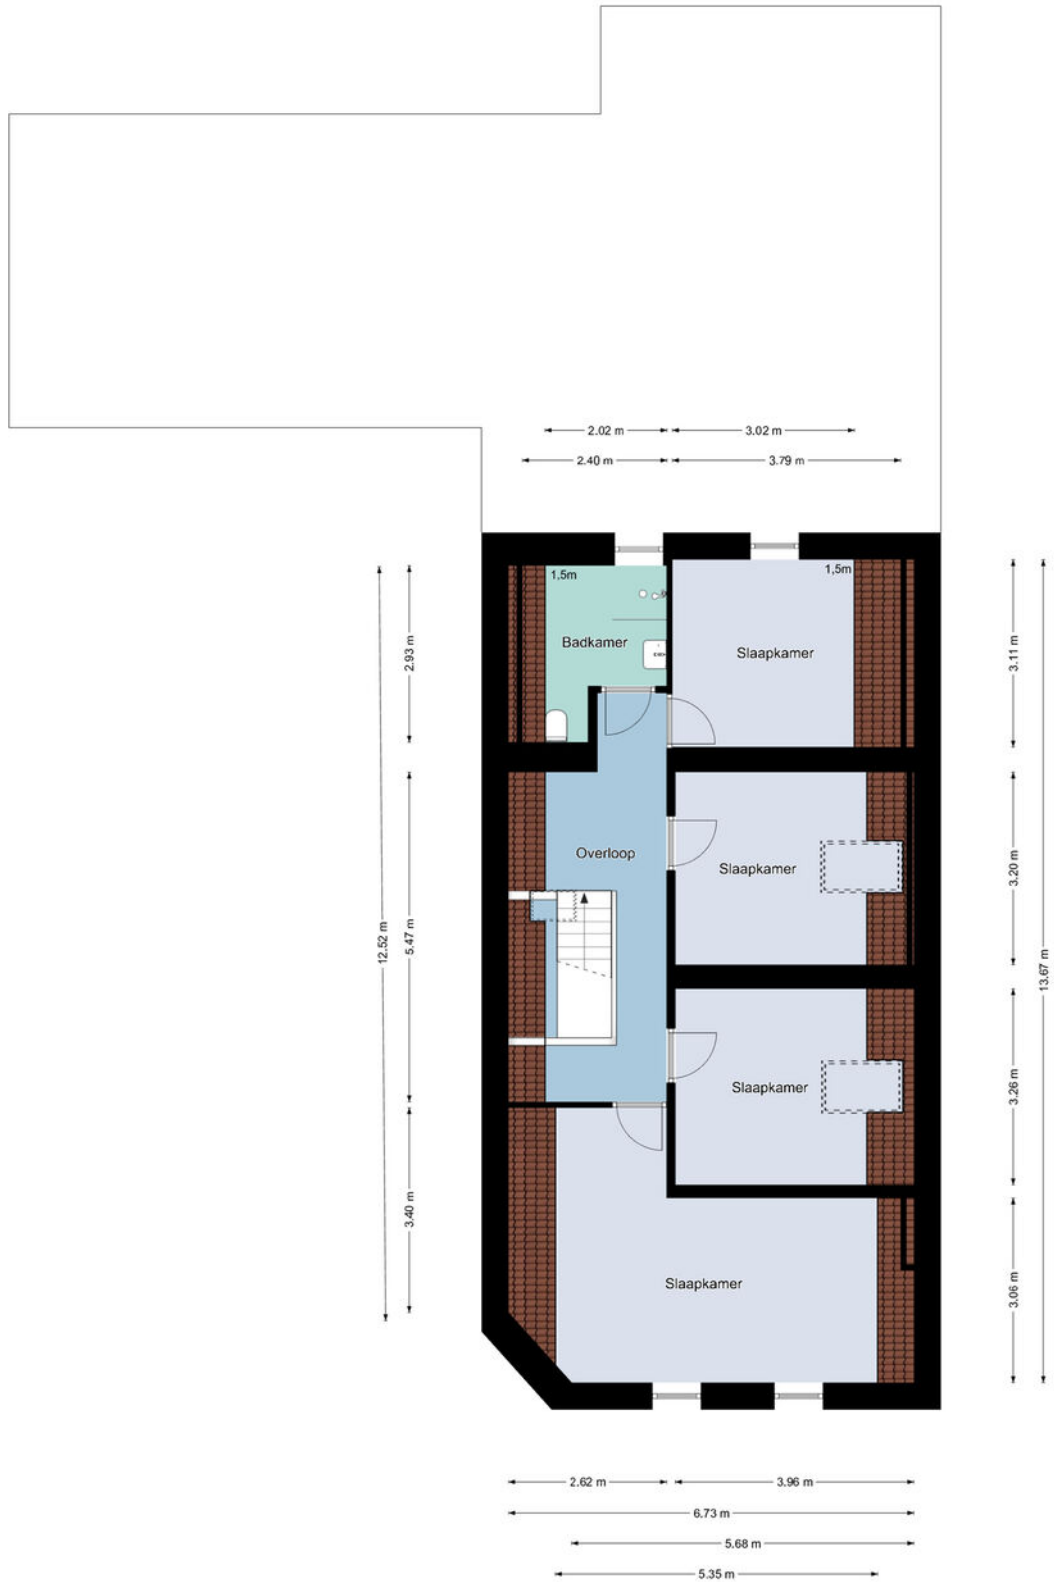 2.02 m
3.02 m
2.40 m
3.79 m
1,5m
1,5m
Badkamer
Slaapkamer
2.93 m
3.11 m
Overloop
Slaapkamer
3.20 m
12.52 m
5.47 m
13.67 m
Slaapkamer
3.26 m
3.40 m
Slaapkamer
3.06 m
2.62 m
3.96 m
6.73 m
5.68 m
5.35 m